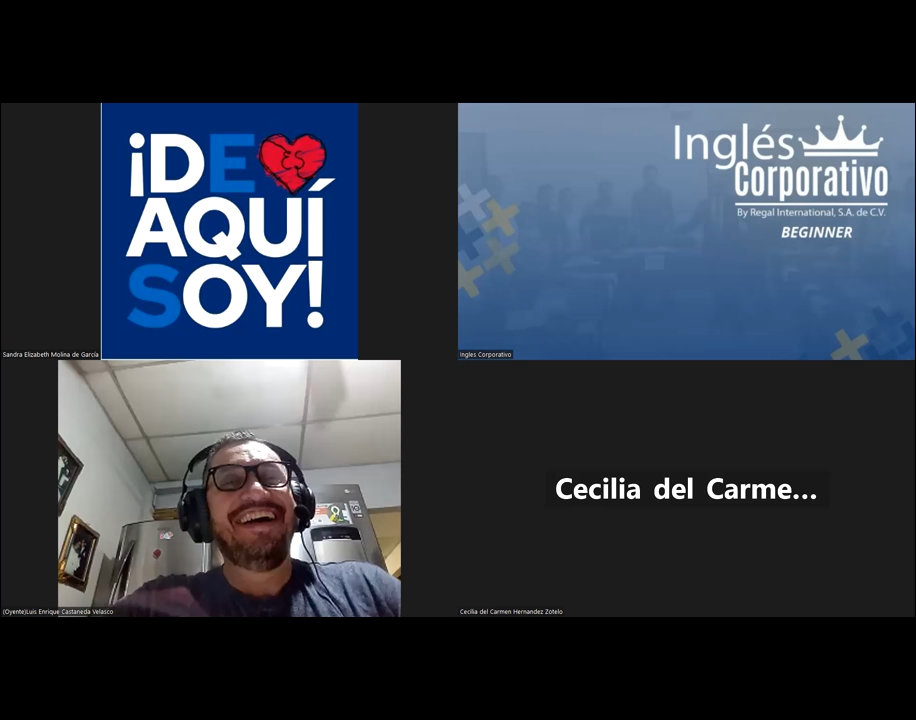 ¡DE
AQUÍ
SOY!
Sandra Elizabeth Molina de García
Inglés
Corporativo
By Regal International, S.A. de C.V.
BEGINNER
Ingles Corporativo
(Oyente)Luis Enrique Castaneda Velasco
Cecilia del Carme...
Cecilia del Carmen Hernandez Zotelo